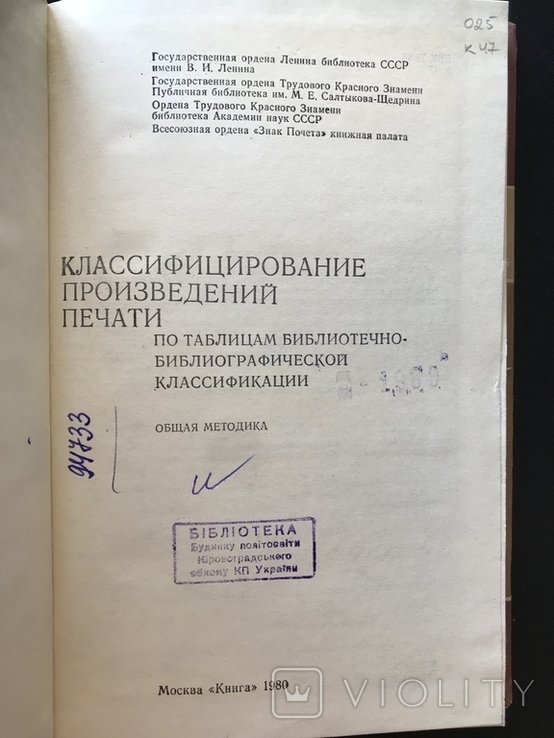 025
К 47
Государственная ордена Ленина библиотека СССР
имени В. И. Ленина
Государственная ордена Трудового Красного Знамени
Публичная библиотека им. М. Е. Салтыкова-Щедрина
Ордена Трудового Красного Знамени
библиотека Академии наук СССР
Всесоюзная ордена «Знак Почета» книжная палата
КЛАССИФИЦИРОВАНИЕ
ПРОИЗВЕДЕНИЙ
ПЕЧАТИ
ПО ТАБЛИЦАМ БИБЛИОТЕЧНО-
БИБЛИОГРАФИЧЕСКОЙ
КЛАССИФИКАЦИИ
ОБЩАЯ МЕТОДИКА
94733
БІБЛІОТЕКА
Будинку політосвіти
Кіровоградського
обкому КП України
Москва «Книга» 1980
VIOLITY